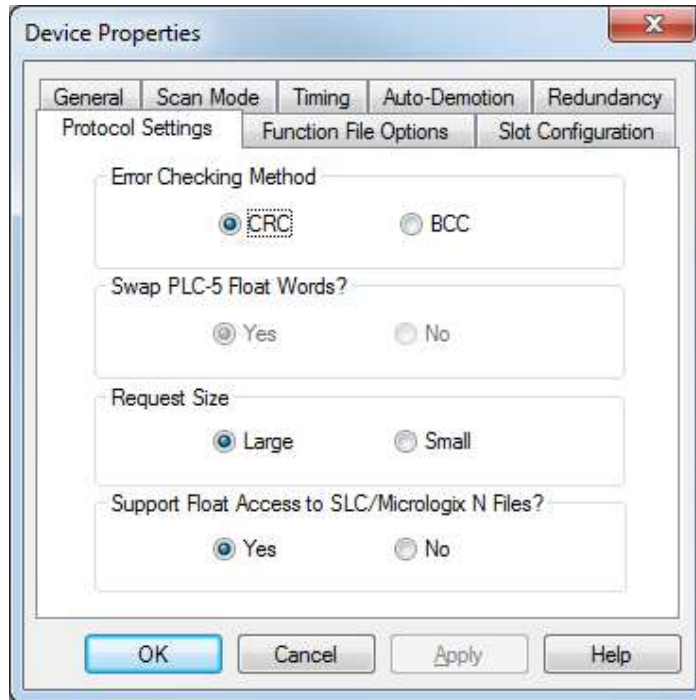 Device Properties
General Scan Mode Timing Auto-Demotion Redundancy
Protocol Settings Function File Options Slot Configuration
Error Checking Method
CRC BCC
Swap PLC-5 Float Words?
Yes No
Request Size
Large Small
Support Float Access to SLC/Micrologix N Files?
Yes No
OK Cancel Apply Help